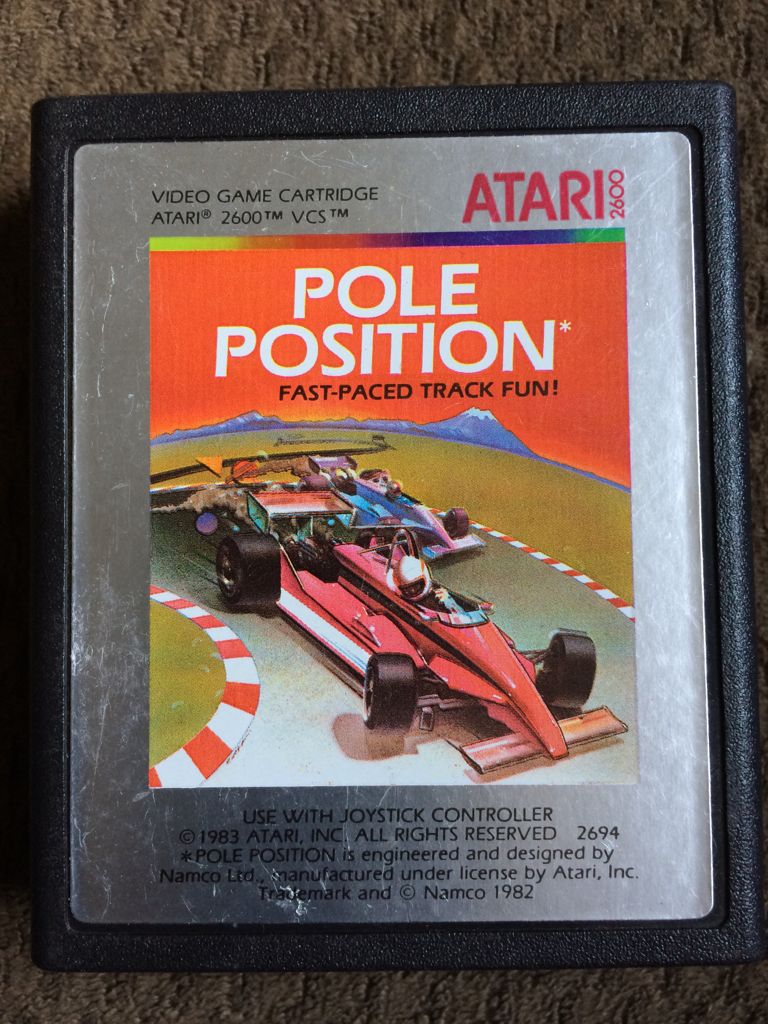 VIDEO GAME CARTRIDGE
ATARI® 2600™ VCS™
ATARI 2600
POLE
POSITION*
FAST-PACED TRACK FUN!
USE WITH JOYSTICK CONTROLLER
©1983 ATARI, INC. ALL RIGHTS RESERVED 2694
*POLE POSITION is engineered and designed by
Namco Ltd., manufactured under license by Atari, Inc.
Trademark and © Namco 1982